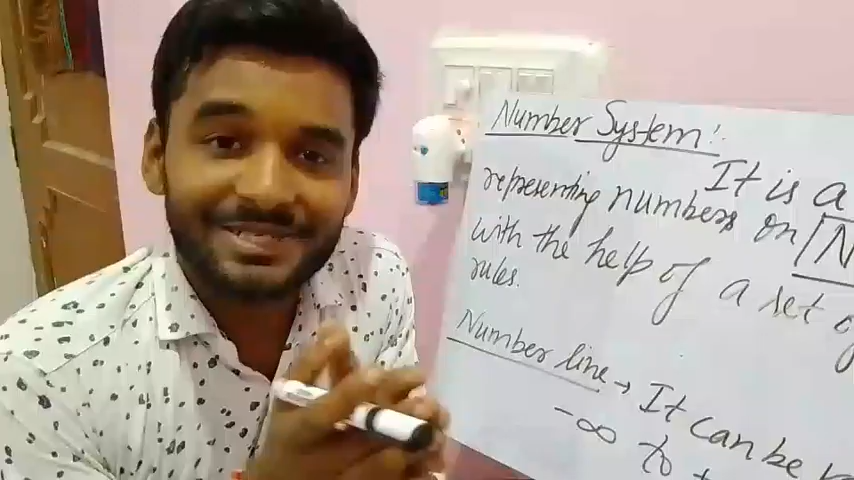 Number System:
It is a
representing numbers on N
with the help of a set of
rules.
Number line → It can be
-∞ to +